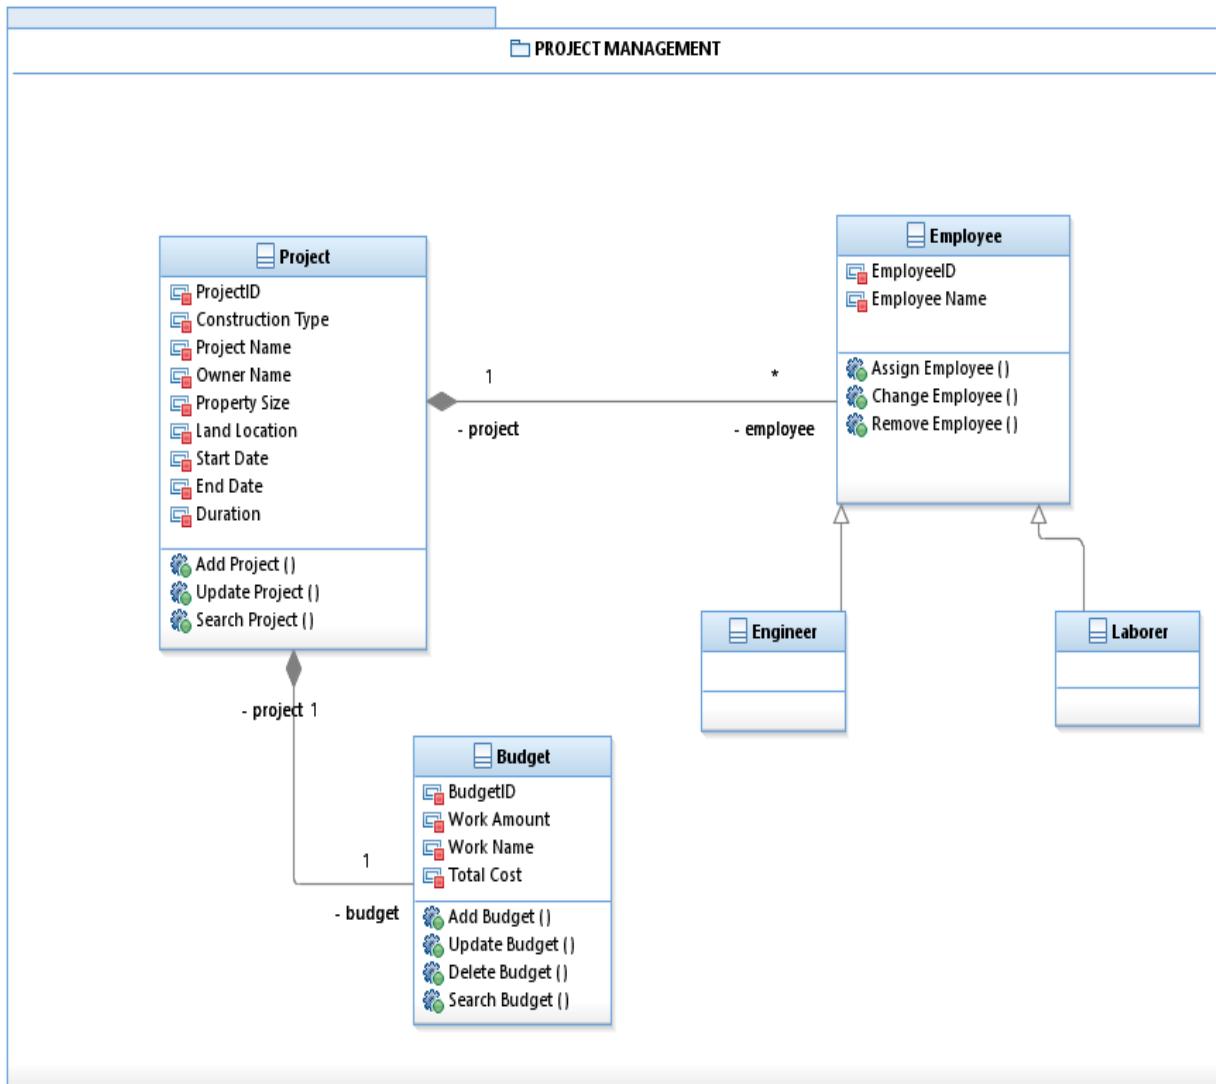 PROJECT MANAGEMENT
Project
ProjectID
Construction Type
Project Name
Owner Name
Property Size
Land Location
Start Date
End Date
Duration
Add Project ( )
Update Project ( )
Search Project ( )
1
*
- project
- employee
Employee
EmployeeID
Employee Name
Assign Employee ( )
Change Employee ( )
Remove Employee ( )
Engineer
Laborer
- project 1
1
- budget
Budget
BudgetID
Work Amount
Work Name
Total Cost
Add Budget ( )
Update Budget ( )
Delete Budget ( )
Search Budget ( )